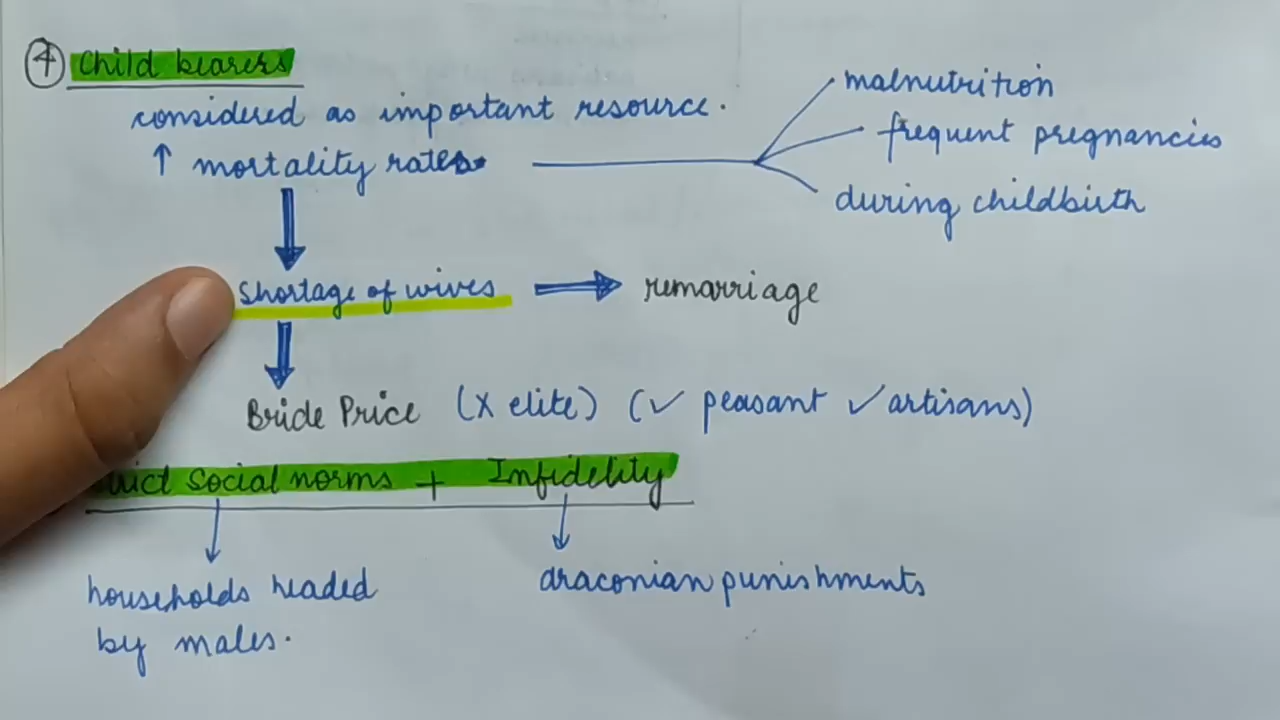 4 Child bearers
considered as important resource.
↑ mortality rates
malnutrition
frequent pregnancies
during childbirth
Shortage of wives → remarriage
Bride Price (X elite) (✓ peasant ✓ artisans)
social norms + Infidelity
households headed
by males.
draconian punishments